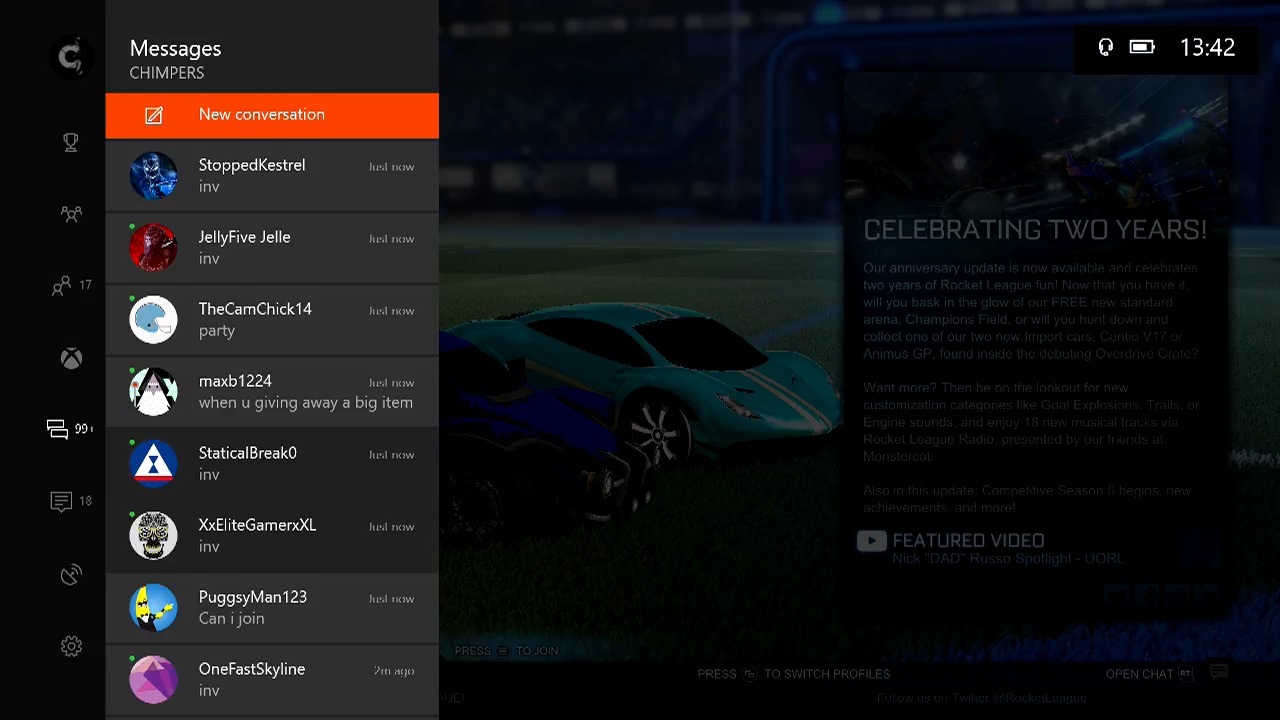 Messages
CHIMPERS
New conversation
StoppedKestrel
Just now
inv
JellyFive Jelle
Just now
inv
TheCamChick14
Just now
party
maxb1224
Just now
when u giving away a big item
StaticalBreak0
Just now
inv
XxEliteGamerxXL
Just now
inv
PuggsyMan123
Just now
Can i join
OneFastSkyline
2m ago
inv
17
99+
18
13:42
CELEBRATING TWO YEARS!
Our anniversary update is now available and celebrates
two years of Rocket League fun! Now that you have it,
will you bask in the glow of our FREE new standard
arena, Champions Field, or will you hunt down and
collect one of our two new Import cars, Centio V17 or
Animus GP, found inside the debuting Overdrive Crate?
Want more? Then be on the lookout for new
customization categories like Goal Explosions, Trails, or
Engine sounds, and enjoy 18 new musical tracks via
Rocket League Radio, presented by our friends at
Monstercat.
Also in this update: Competitive Season 5 begins, new
achievements, and more!
FEATURED VIDEO
Nick "DAD" Russo Spotlight - UORL
PRESS TO JOIN
PRESS TO SWITCH PROFILES
OPEN CHAT RT
Follow us on Twitter @RocketLeague